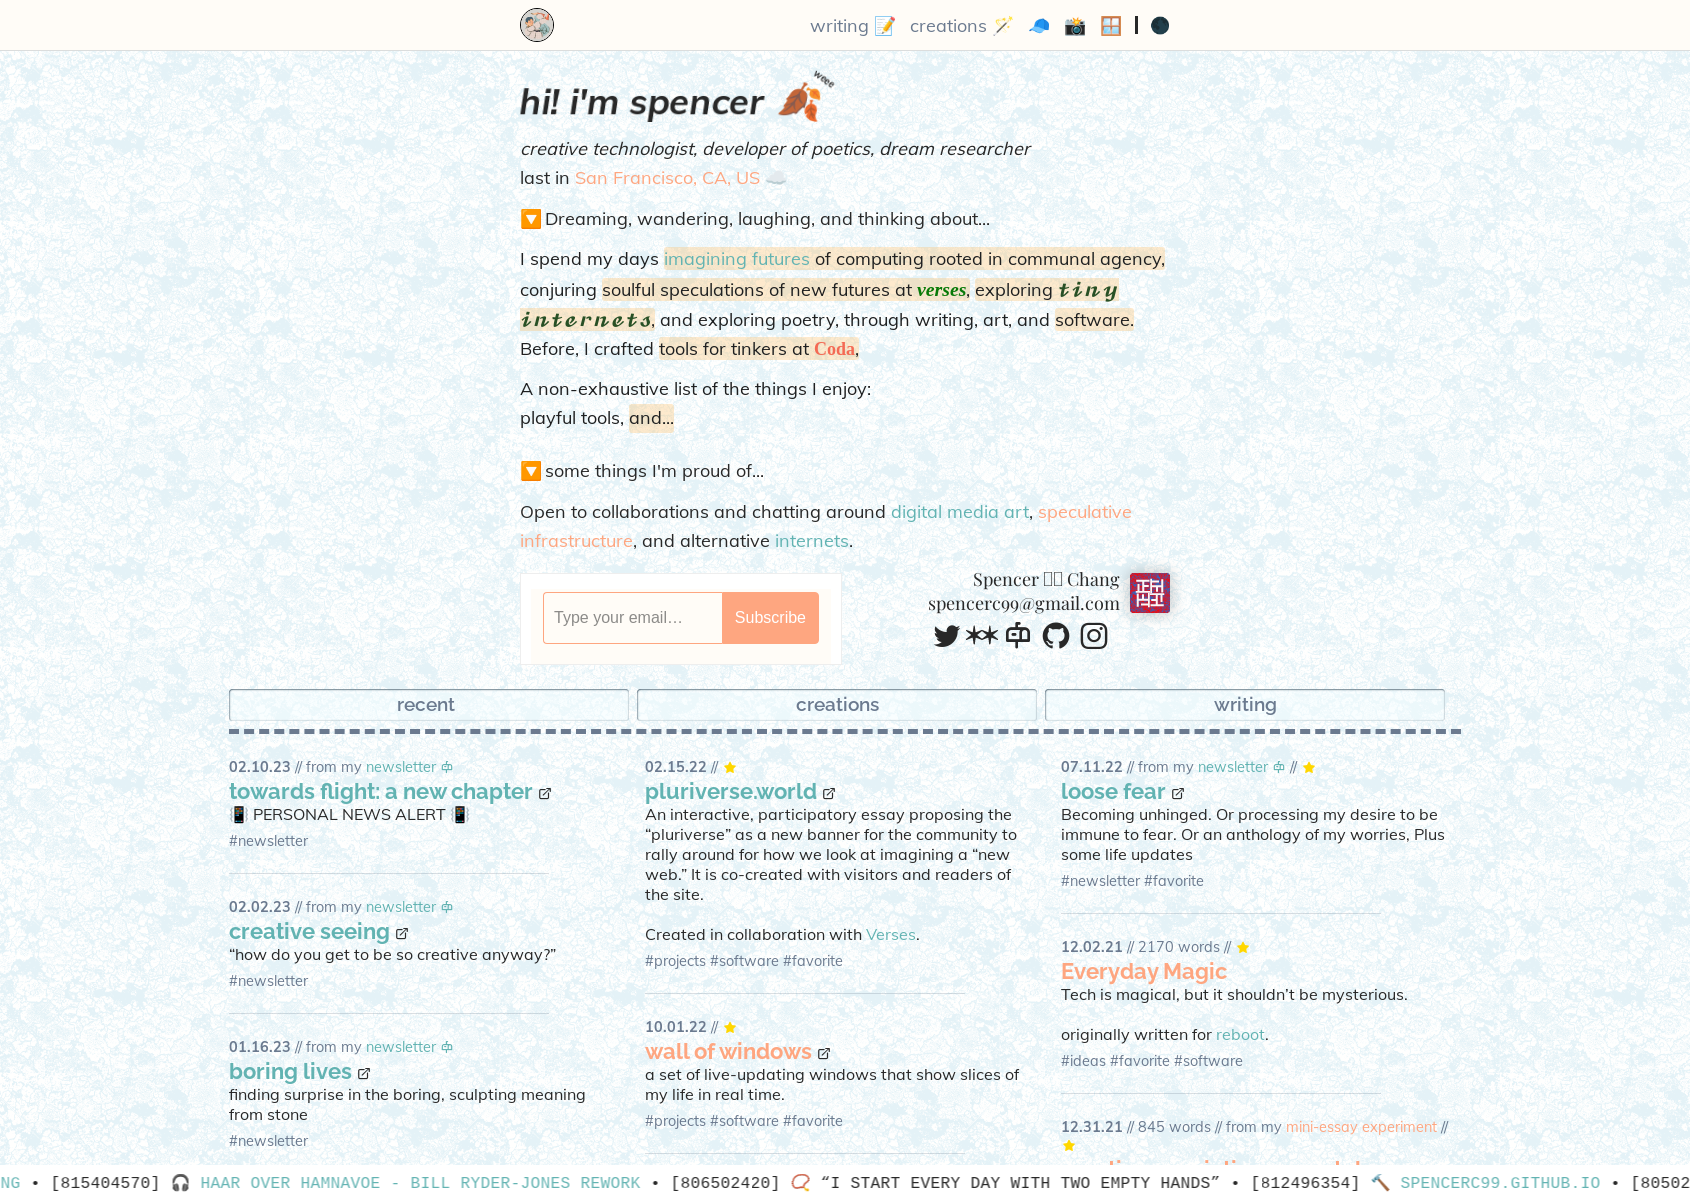 writing 📝 creations 🪄 🧢 📸 🪟 | 🌑
hi! i'm spencer
weee
creative technologist, developer of poetics, dream researcher
last in San Francisco, CA, US ☁️
🔽 Dreaming, wandering, laughing, and thinking about...
I spend my days imagining futures of computing rooted in communal agency,
conjuring soulful speculations of new futures at verses, exploring tiny
internets, and exploring poetry, through writing, art, and software.
Before, I crafted tools for tinkers at Coda,
A non-exhaustive list of the things I enjoy:
playful tools, and...
🔽 some things I'm proud of...
Open to collaborations and chatting around digital media art, speculative
infrastructure, and alternative internets.
Type your email…
Subscribe
Spencer Chang
spencerc99@gmail.com
recent
creations
writing
02.10.23 // from my newsletter
towards flight: a new chapter
📳 PERSONAL NEWS ALERT 📳
#newsletter
02.02.23 // from my newsletter
creative seeing
“how do you get to be so creative anyway?”
#newsletter
01.16.23 // from my newsletter
boring lives
finding surprise in the boring, sculpting meaning
from stone
#newsletter
02.15.22 // ⭐
pluriverse.world
An interactive, participatory essay proposing the
“pluriverse” as a new banner for the community to
rally around for how we look at imagining a “new
web.” It is co-created with visitors and readers of
the site.
Created in collaboration with Verses.
#projects #software #favorite
10.01.22 // ⭐
wall of windows
a set of live-updating windows that show slices of
my life in real time.
#projects #software #favorite
07.11.22 // from my newsletter // ⭐
loose fear
Becoming unhinged. Or processing my desire to be
immune to fear. Or an anthology of my worries, Plus
some life updates
#newsletter #favorite
12.02.21 // 2170 words // ⭐
Everyday Magic
Tech is magical, but it shouldn’t be mysterious.
originally written for reboot.
#ideas #favorite #software
12.31.21 // 845 words // from my mini-essay experiment //
⭐
NG • [815404570] 🎧 HAAR OVER HAMNAVOE - BILL RYDER-JONES REWORK • [806502420] 📿 “I START EVERY DAY WITH TWO EMPTY HANDS” • [812496354] 🔨 SPENCERC99.GITHUB.IO • [80502